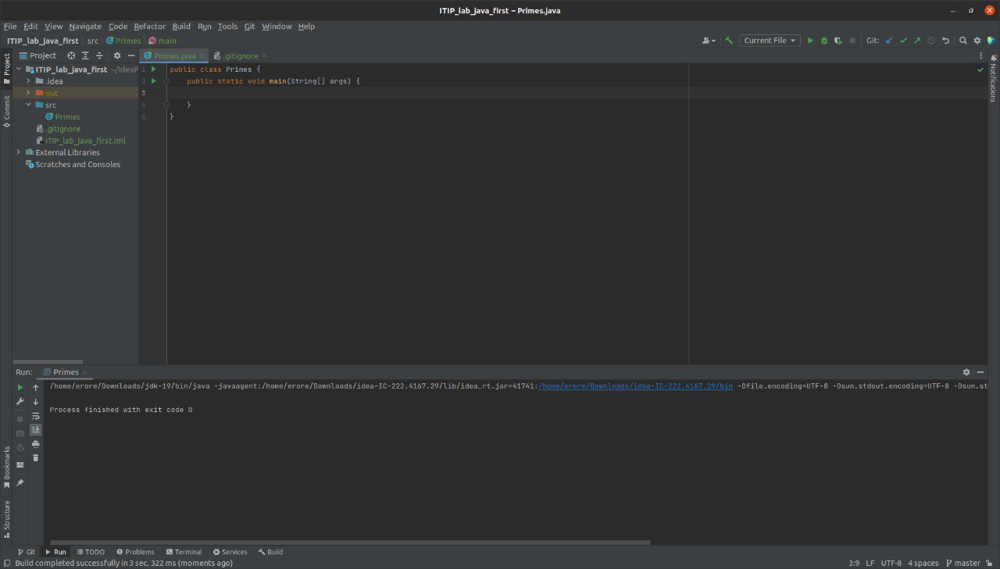 ITIP_lab_java_first – Primes.java
File Edit View Navigate Code Refactor Build Run Tools Git Window Help
ITIP_lab_java_first src Primes main
Current File
Git:
Project
Primes.java
.gitignore
ITIP_lab_java_first ~/IdeaP
.idea
out
src
Primes
.gitignore
ITIP_lab_java_first.iml
External Libraries
Scratches and Consoles
1 public class Primes {
2 public static void main(String[] args) {
3
4 }
5 }
Project
Commit
Bookmarks
Structure
Notifications
Run: Primes
/home/erore/Downloads/jdk-19/bin/java -javaagent:/home/erore/Downloads/idea-IC-222.4167.29/lib/idea_rt.jar=41741:/home/erore/Downloads/idea-IC-222.4167.29/bin -Dfile.encoding=UTF-8 -Dsun.stdout.encoding=UTF-8 -Dsun.st
Process finished with exit code 0
Git Run TODO Problems Terminal Services Build
Build completed successfully in 3 sec, 322 ms (moments ago)
3:9 LF UTF-8 4 spaces master